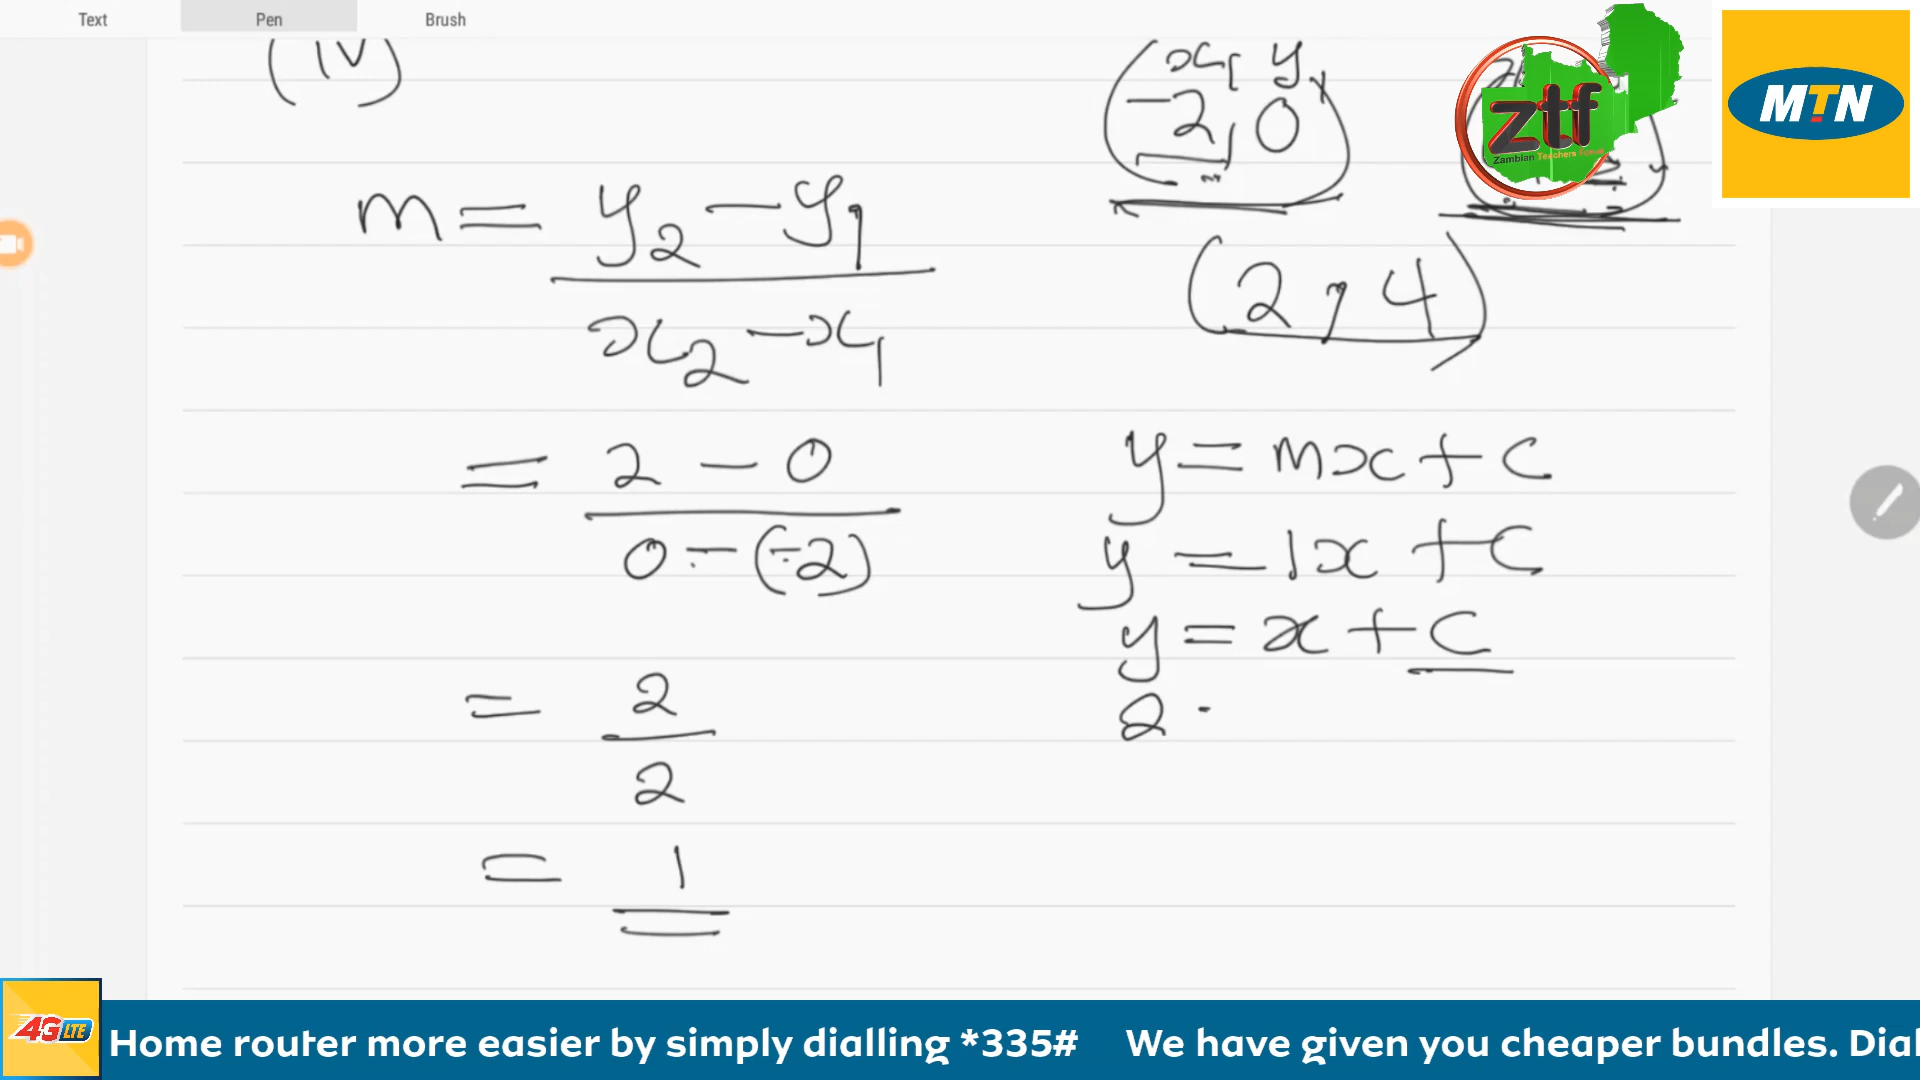 Text Pen Brush
(IV)
x₁ y₁
(-2, 0)
ztf
Zambian Teachers Forum
MTN
m = y₂ - y₁
x₂ - x₁
(2, 4)
= 2 - 0
0 - (-2)
y = mx + c
y = 1x + c
y = x + c
2
= 2
2
= 1
4G LTE
Home router more easier by simply dialling *335# We have given you cheaper bundles. Dial